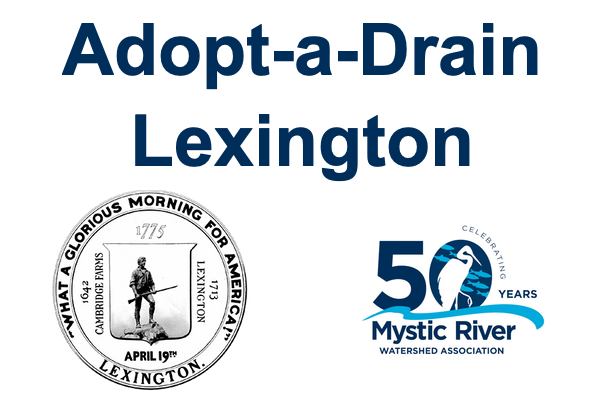 Adopt-a-Drain
Lexington
"WHAT A GLORIOUS MORNING FOR AMERICA!"
1775
1642
CAMBRIDGE FARMS
1713
LEXINGTON
APRIL 19TH
LEXINGTON.
CELEBRATING
50
YEARS
Mystic River
WATERSHED ASSOCIATION